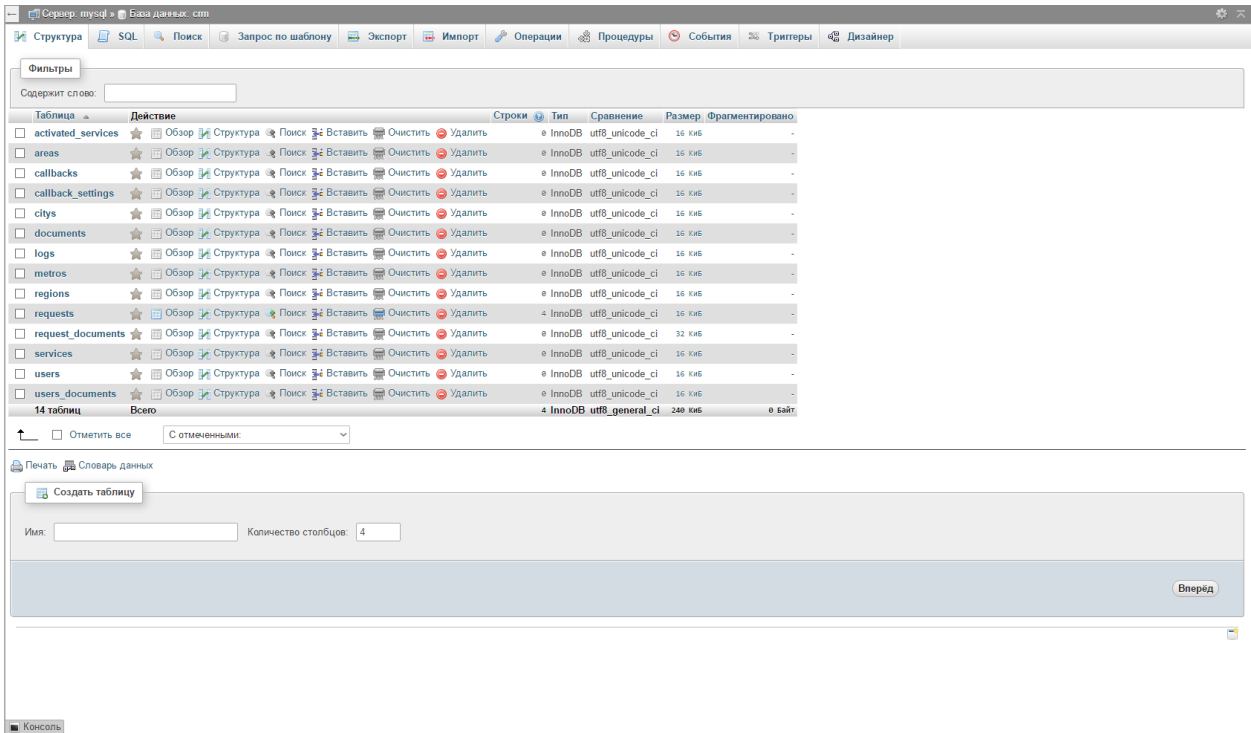 Сервер: mysql » База данных: crm
Структура SQL Поиск Запрос по шаблону Экспорт Импорт Операции Процедуры События Триггеры Дизайнер
Фильтры
Содержит слово:
Таблица Действие Строки Тип Сравнение Размер Фрагментировано
activated_services Обзор Структура Поиск Вставить Очистить Удалить 0 InnoDB utf8_unicode_ci 16 КиБ -
areas Обзор Структура Поиск Вставить Очистить Удалить 0 InnoDB utf8_unicode_ci 16 КиБ -
callbacks Обзор Структура Поиск Вставить Очистить Удалить 0 InnoDB utf8_unicode_ci 16 КиБ -
callback_settings Обзор Структура Поиск Вставить Очистить Удалить 0 InnoDB utf8_unicode_ci 16 КиБ -
citys Обзор Структура Поиск Вставить Очистить Удалить 0 InnoDB utf8_unicode_ci 16 КиБ -
documents Обзор Структура Поиск Вставить Очистить Удалить 0 InnoDB utf8_unicode_ci 16 КиБ -
logs Обзор Структура Поиск Вставить Очистить Удалить 0 InnoDB utf8_unicode_ci 16 КиБ -
metros Обзор Структура Поиск Вставить Очистить Удалить 0 InnoDB utf8_unicode_ci 16 КиБ -
regions Обзор Структура Поиск Вставить Очистить Удалить 0 InnoDB utf8_unicode_ci 16 КиБ -
requests Обзор Структура Поиск Вставить Очистить Удалить 4 InnoDB utf8_unicode_ci 16 КиБ -
request_documents Обзор Структура Поиск Вставить Очистить Удалить 0 InnoDB utf8_unicode_ci 32 КиБ -
services Обзор Структура Поиск Вставить Очистить Удалить 0 InnoDB utf8_unicode_ci 16 КиБ -
users Обзор Структура Поиск Вставить Очистить Удалить 0 InnoDB utf8_unicode_ci 16 КиБ -
users_documents Обзор Структура Поиск Вставить Очистить Удалить 0 InnoDB utf8_unicode_ci 16 КиБ -
14 таблиц Всего 4 InnoDB utf8_general_ci 240 КиБ 0 Байт
Отметить все С отмеченными:
Печать Словарь данных
Создать таблицу
Имя: Количество столбцов: 4
Вперёд
Консоль